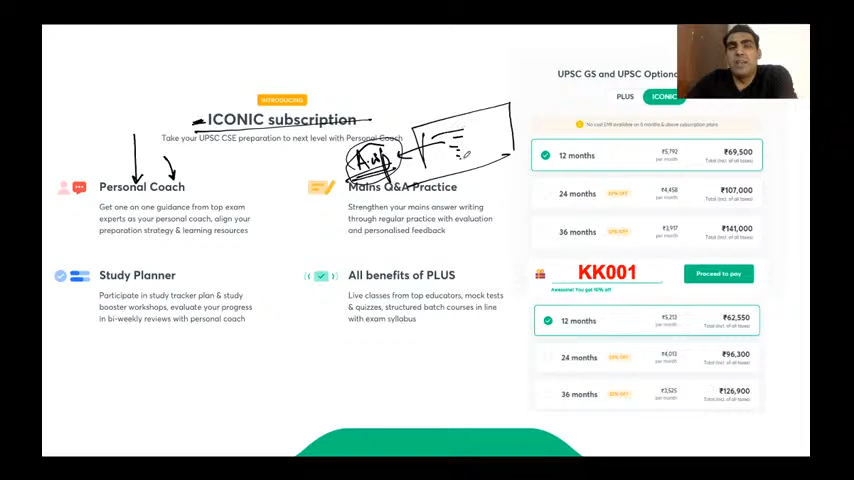 INTRODUCING
ICONIC subscription
Take your UPSC CSE preparation to next level with Personal Coach
Personal Coach
Get one on one guidance from top exam
experts as your personal coach, align your
preparation strategy & learning resources
Mains Q&A Practice
Strengthen your mains answer writing
through regular practice with evaluation
and personalised feedback
Study Planner
Participate in study tracker plan & study
booster workshops, evaluate your progress
in bi-weekly reviews with personal coach
All benefits of PLUS
Live classes from top educators, mock tests
& quizzes, structured batch courses in line
with exam syllabus
UPSC GS and UPSC Optiona
PLUS
ICONIC
No cost EMI available on 6 months & above subscription plans
12 months ₹5,792 per month ₹69,500 Total (Incl. of all taxes)
24 months ₹4,458 per month ₹107,000 Total (Incl. of all taxes)
36 months ₹3,917 per month ₹141,000 Total (Incl. of all taxes)
KK001
Proceed to pay
Awesome! You got 10% off
12 months ₹5,213 per month ₹62,550 Total (Incl. of all taxes)
24 months ₹4,013 per month ₹96,300 Total (Incl. of all taxes)
36 months ₹3,525 per month ₹126,900 Total (Incl. of all taxes)